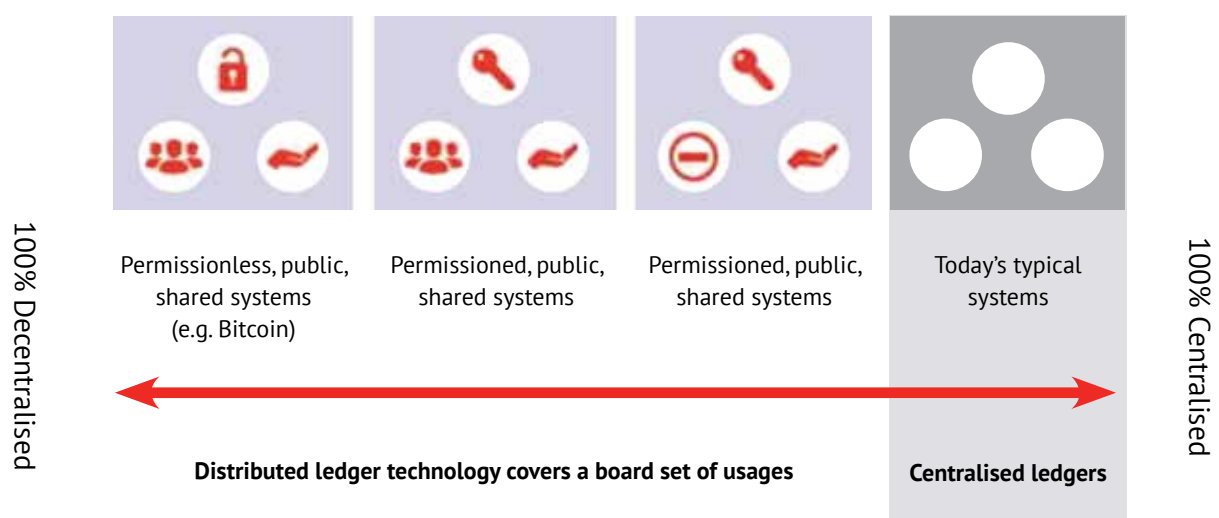 100% Decentralised
Permissionless, public,
shared systems
(e.g. Bitcoin)
Permissioned, public,
shared systems
Permissioned, public,
shared systems
Today's typical
systems
100% Centralised
Distributed ledger technology covers a board set of usages
Centralised ledgers